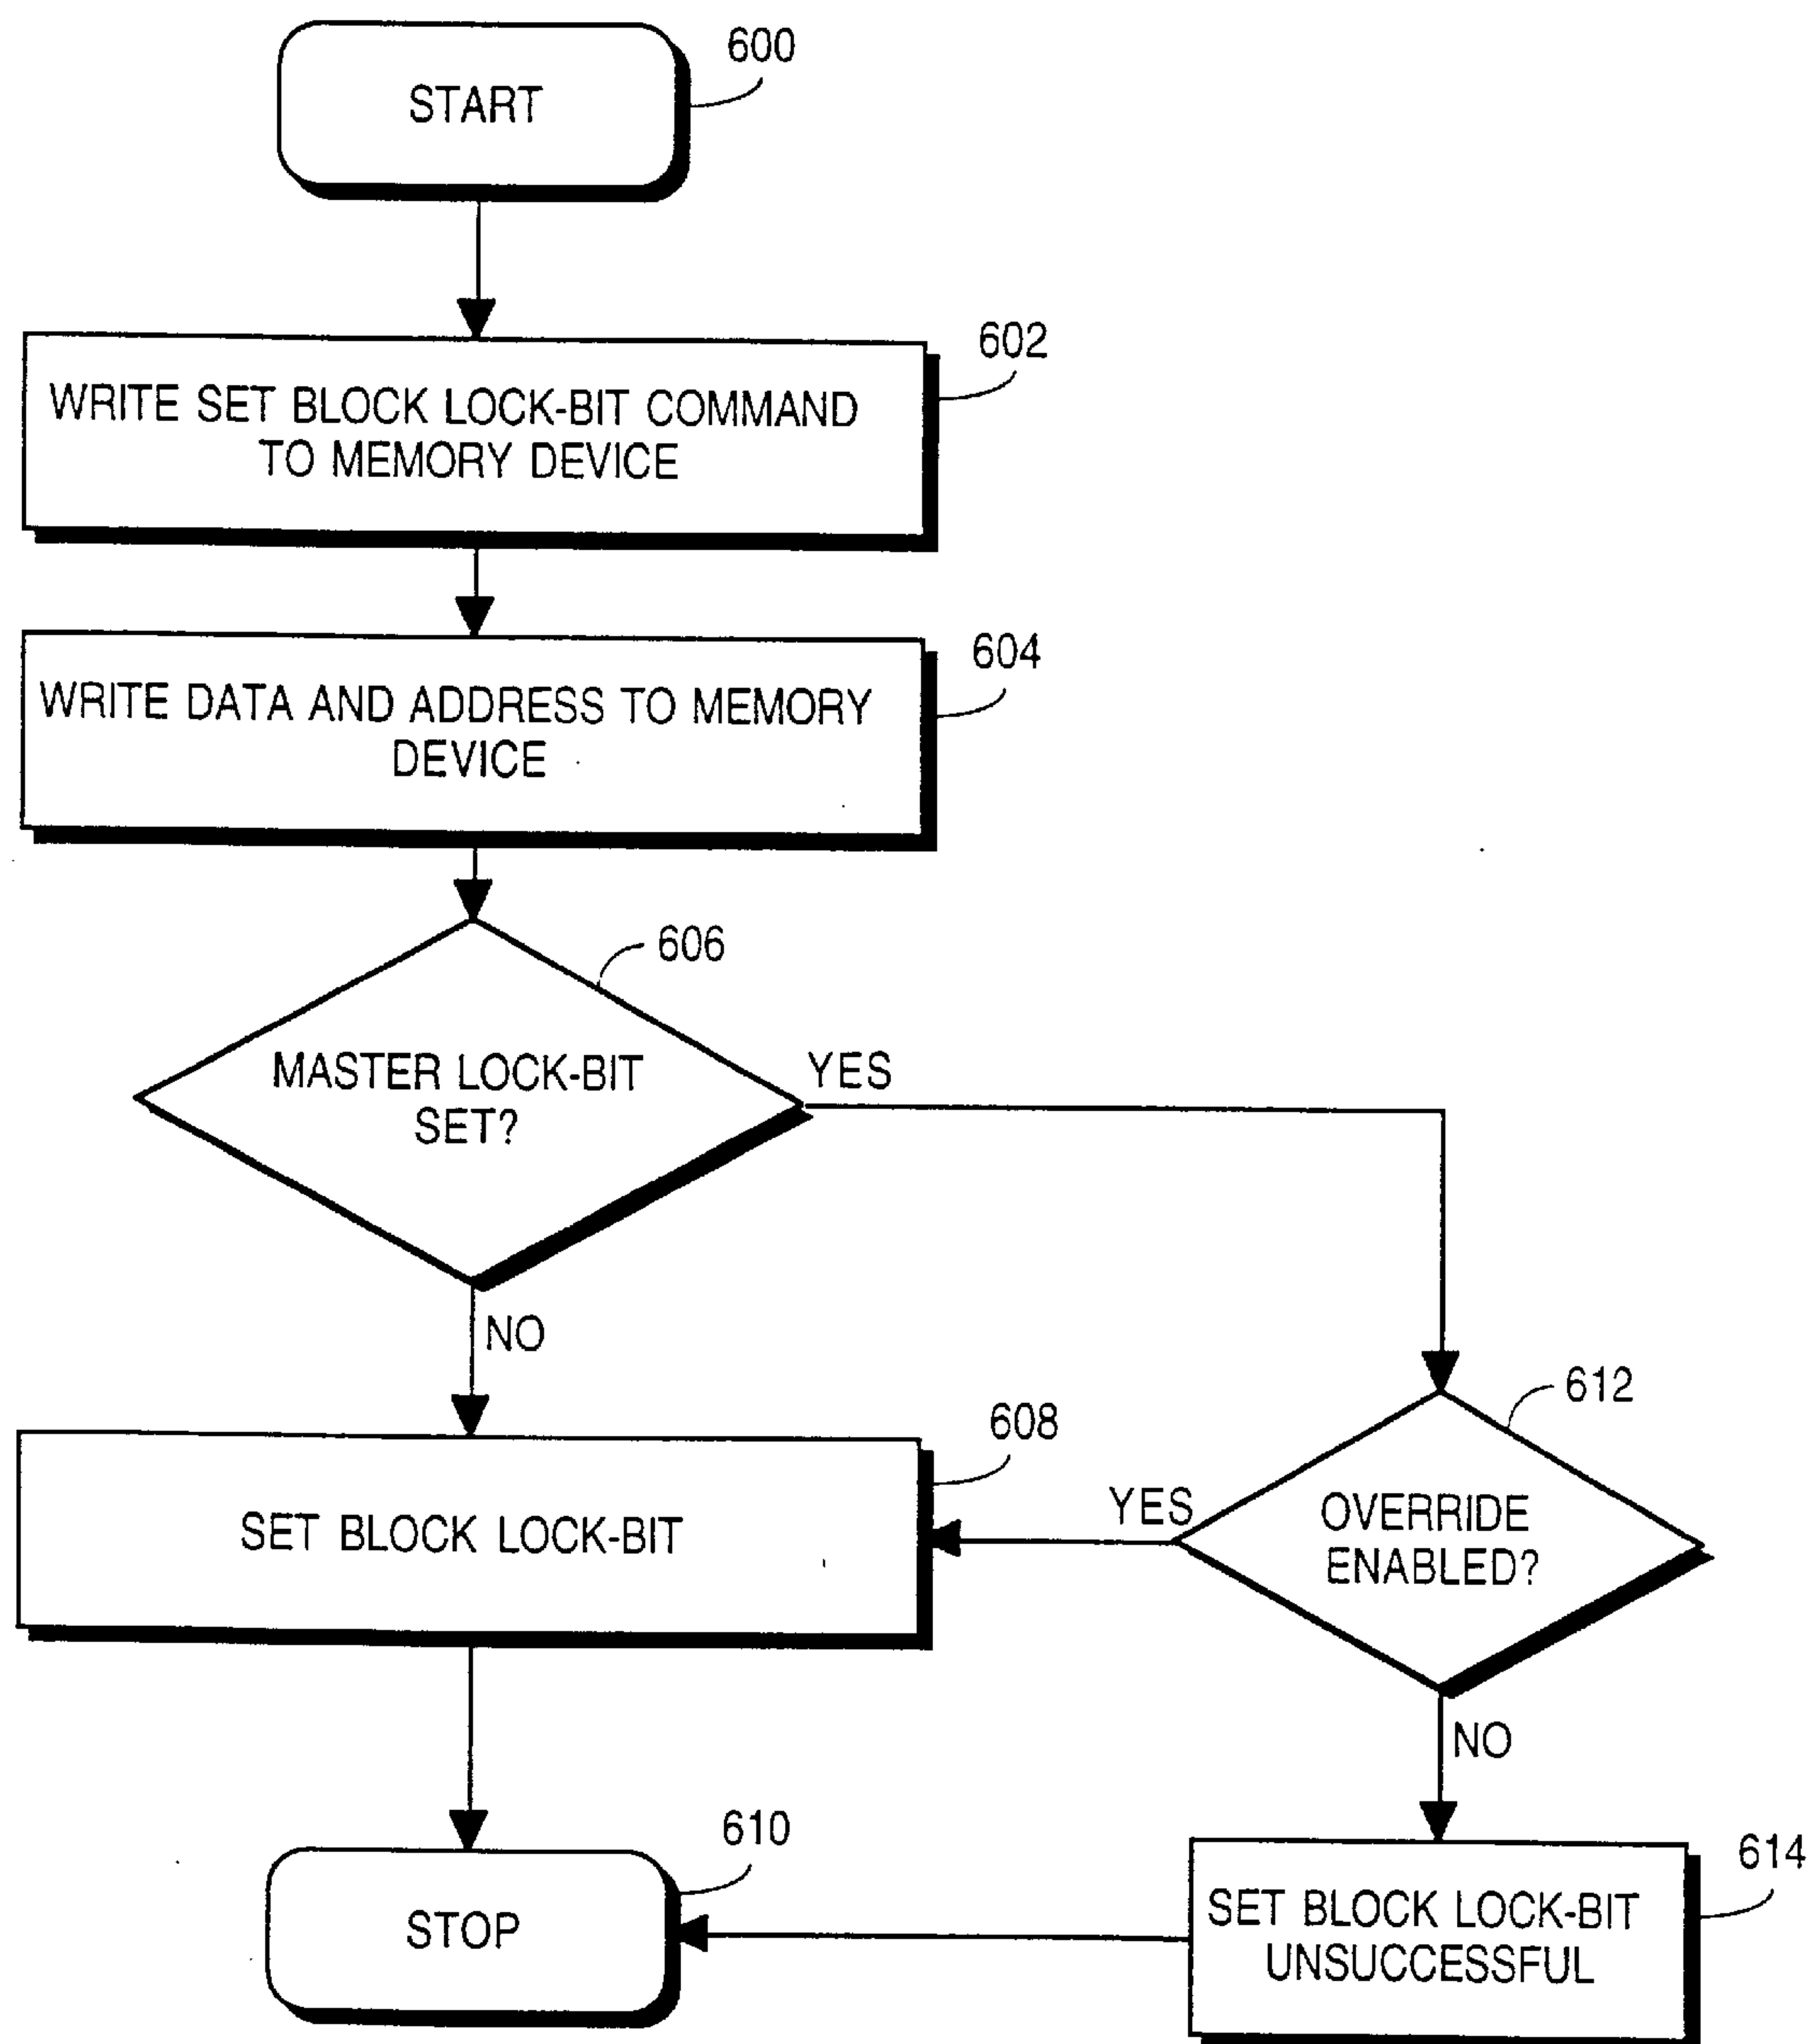 START
600
WRITE SET BLOCK LOCK-BIT COMMAND
TO MEMORY DEVICE
602
WRITE DATA AND ADDRESS TO MEMORY
DEVICE
604
606
MASTER LOCK-BIT
SET?
YES
NO
612
OVERRIDE
ENABLED?
YES
NO
608
SET BLOCK LOCK-BIT
610
STOP
614
SET BLOCK LOCK-BIT
UNSUCCESSFUL